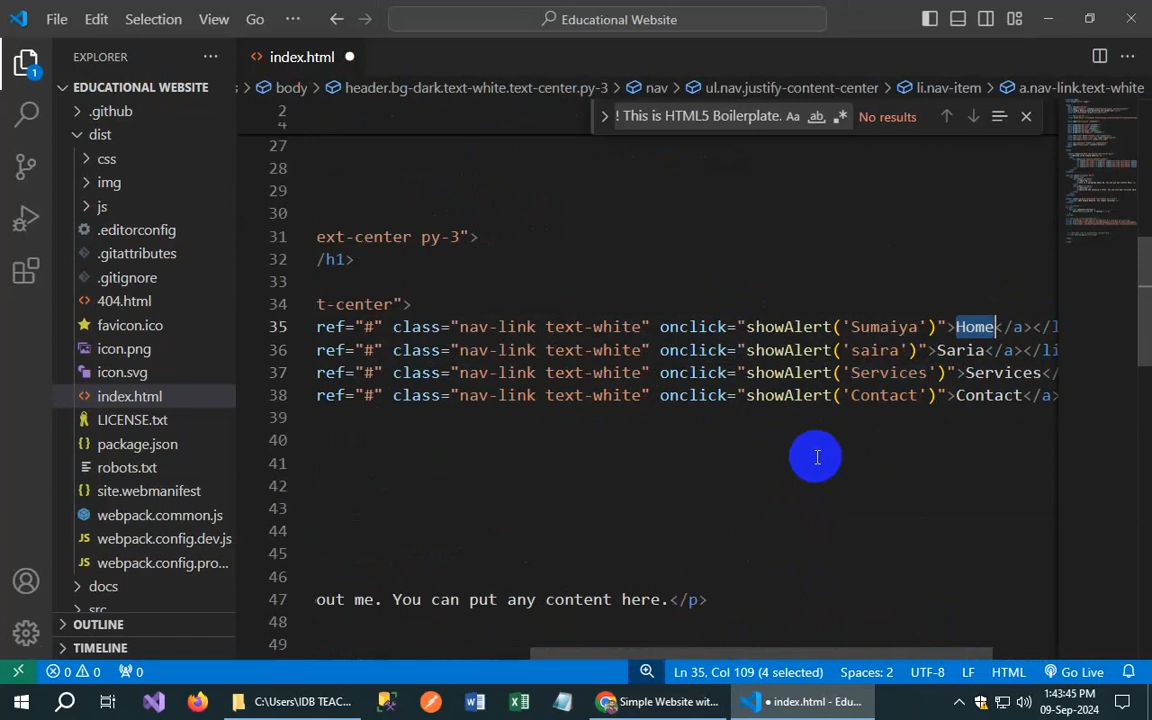 File Edit Selection View Go ··· Educational Website
EXPLORER ···
index.html
EDUCATIONAL WEBSITE
body header.bg-dark.text-white.text-center.py-3 nav ul.nav.justify-content-center li.nav-item a.nav-link.text-white
! This is HTML5 Boilerplate. Aa ab No results
.github
dist
css
img
js
.editorconfig
.gitattributes
.gitignore
404.html
favicon.ico
icon.png
icon.svg
index.html
LICENSE.txt
package.json
robots.txt
site.webmanifest
webpack.common.js
webpack.config.dev.js
webpack.config.pro...
docs
src
OUTLINE
TIMELINE
2
4
27
28
29
30
31 ext-center py-3">
32 /h1>
33
34 t-center">
35 ref="#" class="nav-link text-white" onclick="showAlert('Sumaiya')">Home</a></l
36 ref="#" class="nav-link text-white" onclick="showAlert('saira')">Saria</a></li
37 ref="#" class="nav-link text-white" onclick="showAlert('Services')">Services</
38 ref="#" class="nav-link text-white" onclick="showAlert('Contact')">Contact</a>
39
40
41
42
43
44
45
46
47 out me. You can put any content here.</p>
48
49
1
0 0 0 Ln 35, Col 109 (4 selected) Spaces: 2 UTF-8 LF HTML Go Live
C:\Users\IDB TEAC... Simple Website wit... index.html - Edu... 1:43:45 PM
09-Sep-2024